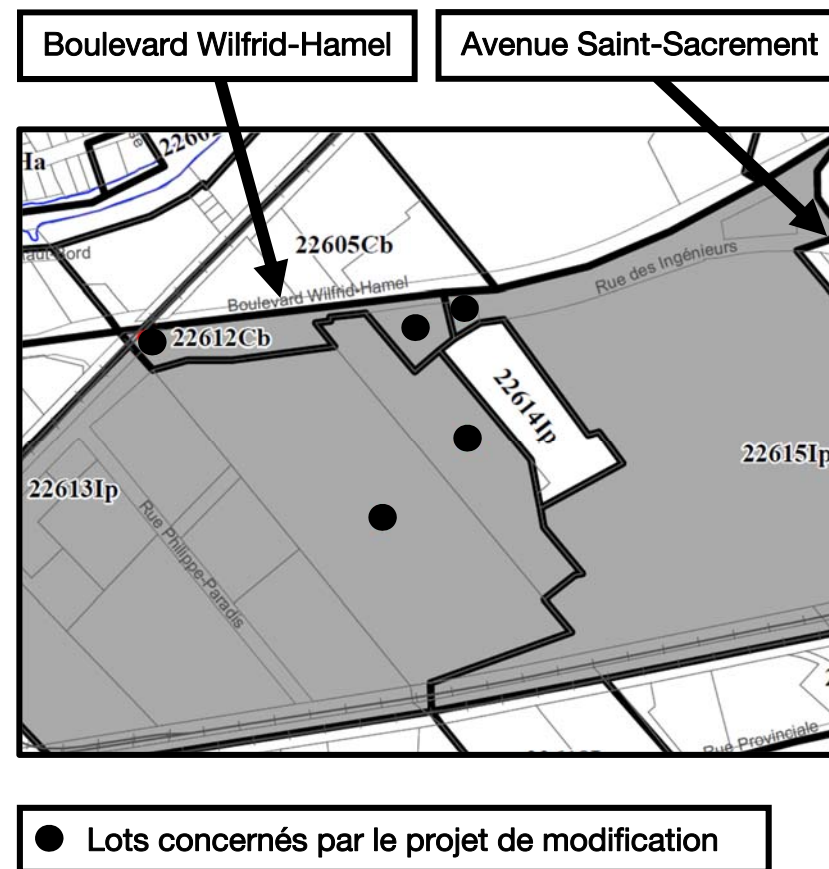 Boulevard Wilfrid-Hamel
Avenue Saint-Sacrement
Ha
22605Cb
Boulevard Wilfrid-Hamel
Rue des Ingénieurs
22612Cb
22614Ip
22615Ip
22613Ip
Rue Philippe-Paradis
Rue Provinciale
● Lots concernés par le projet de modification